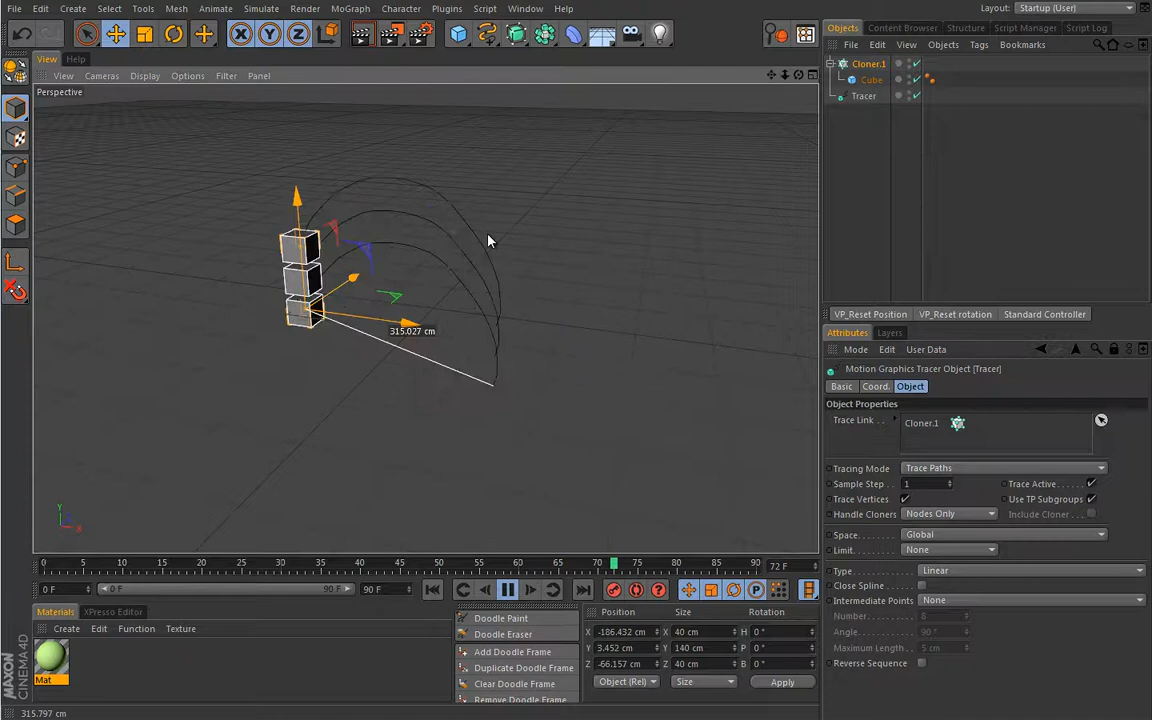 File Edit Create Select Tools Mesh Animate Simulate Render MoGraph Character Plugins Script Window Help Layout: Startup (User)
X Y Z
Objects Content Browser Structure Script Manager Script Log
File Edit View Objects Tags Bookmarks
View Help
View Cameras Display Options Filter Panel
Perspective
Cloner.1
Cube
Tracer
315.027 cm
Y
X
VP_Reset Position VP_Reset rotation Standard Controller
Attributes Layers
Mode Edit User Data
Motion Graphics Tracer Object [Tracer]
Basic Coord. Object
Object Properties
Trace Link . . Cloner.1
Tracing Mode Trace Paths
Sample Step . 1 Trace Active. . . . . .
Trace Vertices Use TP Subgroups
Handle Cloners Nodes Only Include Cloner. . . .
Space: . . . . . . . Global
Limit. . . . . . . . None
Type. . . . . . . . . . . . . Linear
Close Spline. . . . . . .
Intermediate Points . None
Number. . . . . . . . . . 8
Angle. . . . . . . . . . . . 90 °
Maximum Length. . . 5 cm
Reverse Sequence
0 5 10 15 20 25 30 35 40 45 50 55 60 65 70 75 80 85 90 72 F
0 F 0 F 90 F 90 F
P
Materials XPresso Editor
Create Edit Function Texture
Mat
Doodle Paint
Doodle Eraser
Add Doodle Frame
Duplicate Doodle Frame
Clear Doodle Frame
Remove Doodle Frame
Position Size Rotation
X -186.432 cm X 40 cm H 0 °
Y 3.452 cm Y 140 cm P 0 °
Z -66.157 cm Z 40 cm B 0 °
Object (Rel) Size Apply
MAXON
CINEMA4D
315.797 cm